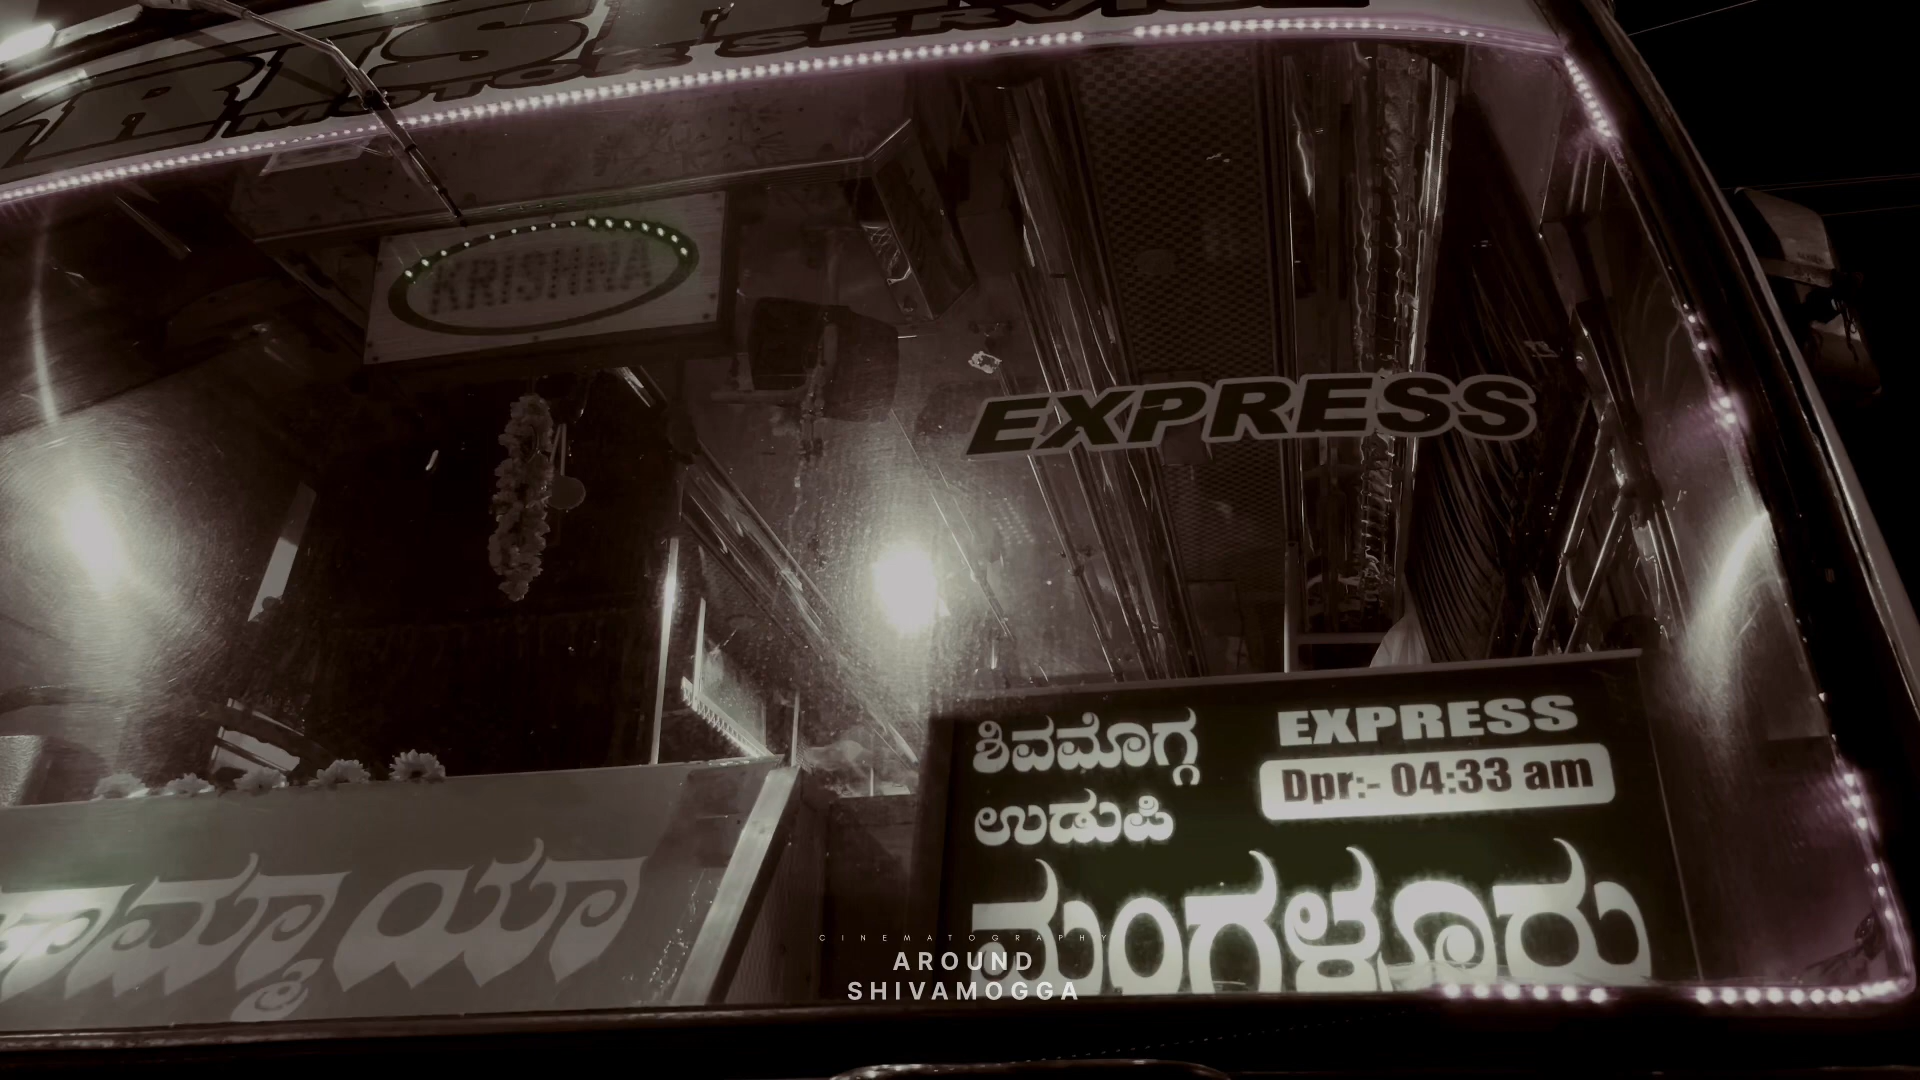 MOTOR SERVICE
KRISHNA
EXPRESS
ಶಿವಮೊಗ್ಗ
ಉಡುಪಿ
ಮಂಗಳೂರು
EXPRESS
Dpr:- 04:33 am
CINEMATOGRAPHY
AROUND
SHIVAMOGGA